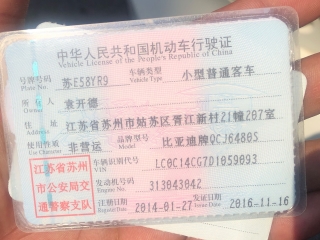 中华人民共和国机动车行驶证
Vehicle License of the People's Republic of China
号牌号码 苏E58YR9 车辆类型 小型普通客车
Plate No. Vehicle Type
所有人 袁开德
Owner
住址 江苏省苏州市姑苏区晋江新村21幢207室
Address
使用性质 非营运 品牌型号 比亚迪牌QCJ6480S
Use Character Model
江苏省苏州
市公安局交
通警察支队
车辆识别代号 LC0C14CG7D1059093
VIN
发动机号码 313043042
Engine No.
注册日期 2014-01-27 发证日期 2016-11-16
Register Date Issue Date